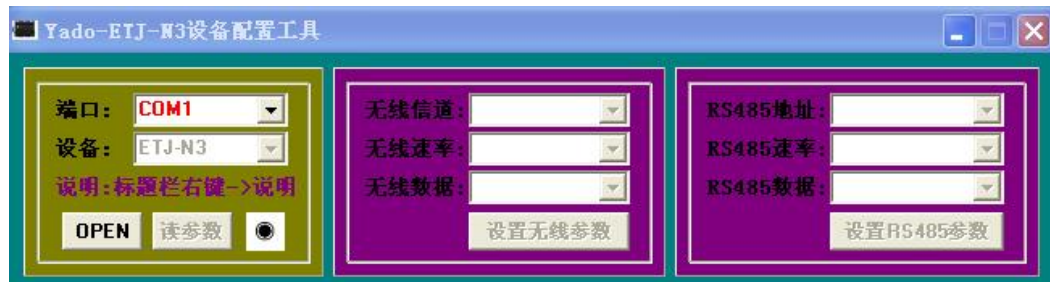 Yado-ETJ-N3设备配置工具
端口: COM1
设备: ETJ-N3
说明:标题栏右键->说明
OPEN 读参数
无线信道:
无线速率:
无线数据:
设置无线参数
RS485地址:
RS485速率:
RS485数据:
设置RS485参数